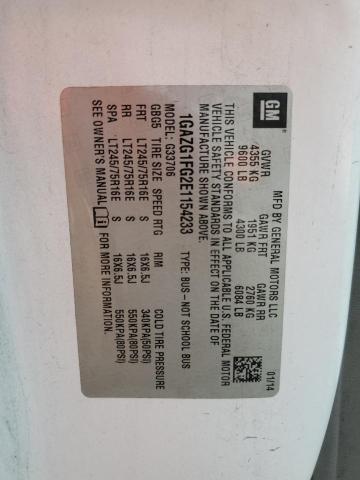 GM
MFD BY GENERAL MOTORS LLC 01/14
GVWR GAWR FRT GAWR RR
4355 KG 1951 KG 2760 KG
9600 LB 4300 LB 6084 LB
THIS VEHICLE CONFORMS TO ALL APPLICABLE U.S. FEDERAL MOTOR
VEHICLE SAFETY STANDARDS IN EFFECT ON THE DATE OF
MANUFACTURE SHOWN ABOVE.
1GAZG1FG2E1154233 TYPE: BUS-NOT SCHOOL BUS
MODEL: G33706
GBG5 TIRE SIZE SPEED RTG RIM COLD TIRE PRESSURE
FRT LT245/75R16E S 16X6.5J 340KPA(50PSI)
RR LT245/75R16E S 16X6.5J 550KPA(80PSI)
SPA LT245/75R16E S 16X6.5J 550KPA(80PSI)
SEE OWNER'S MANUAL